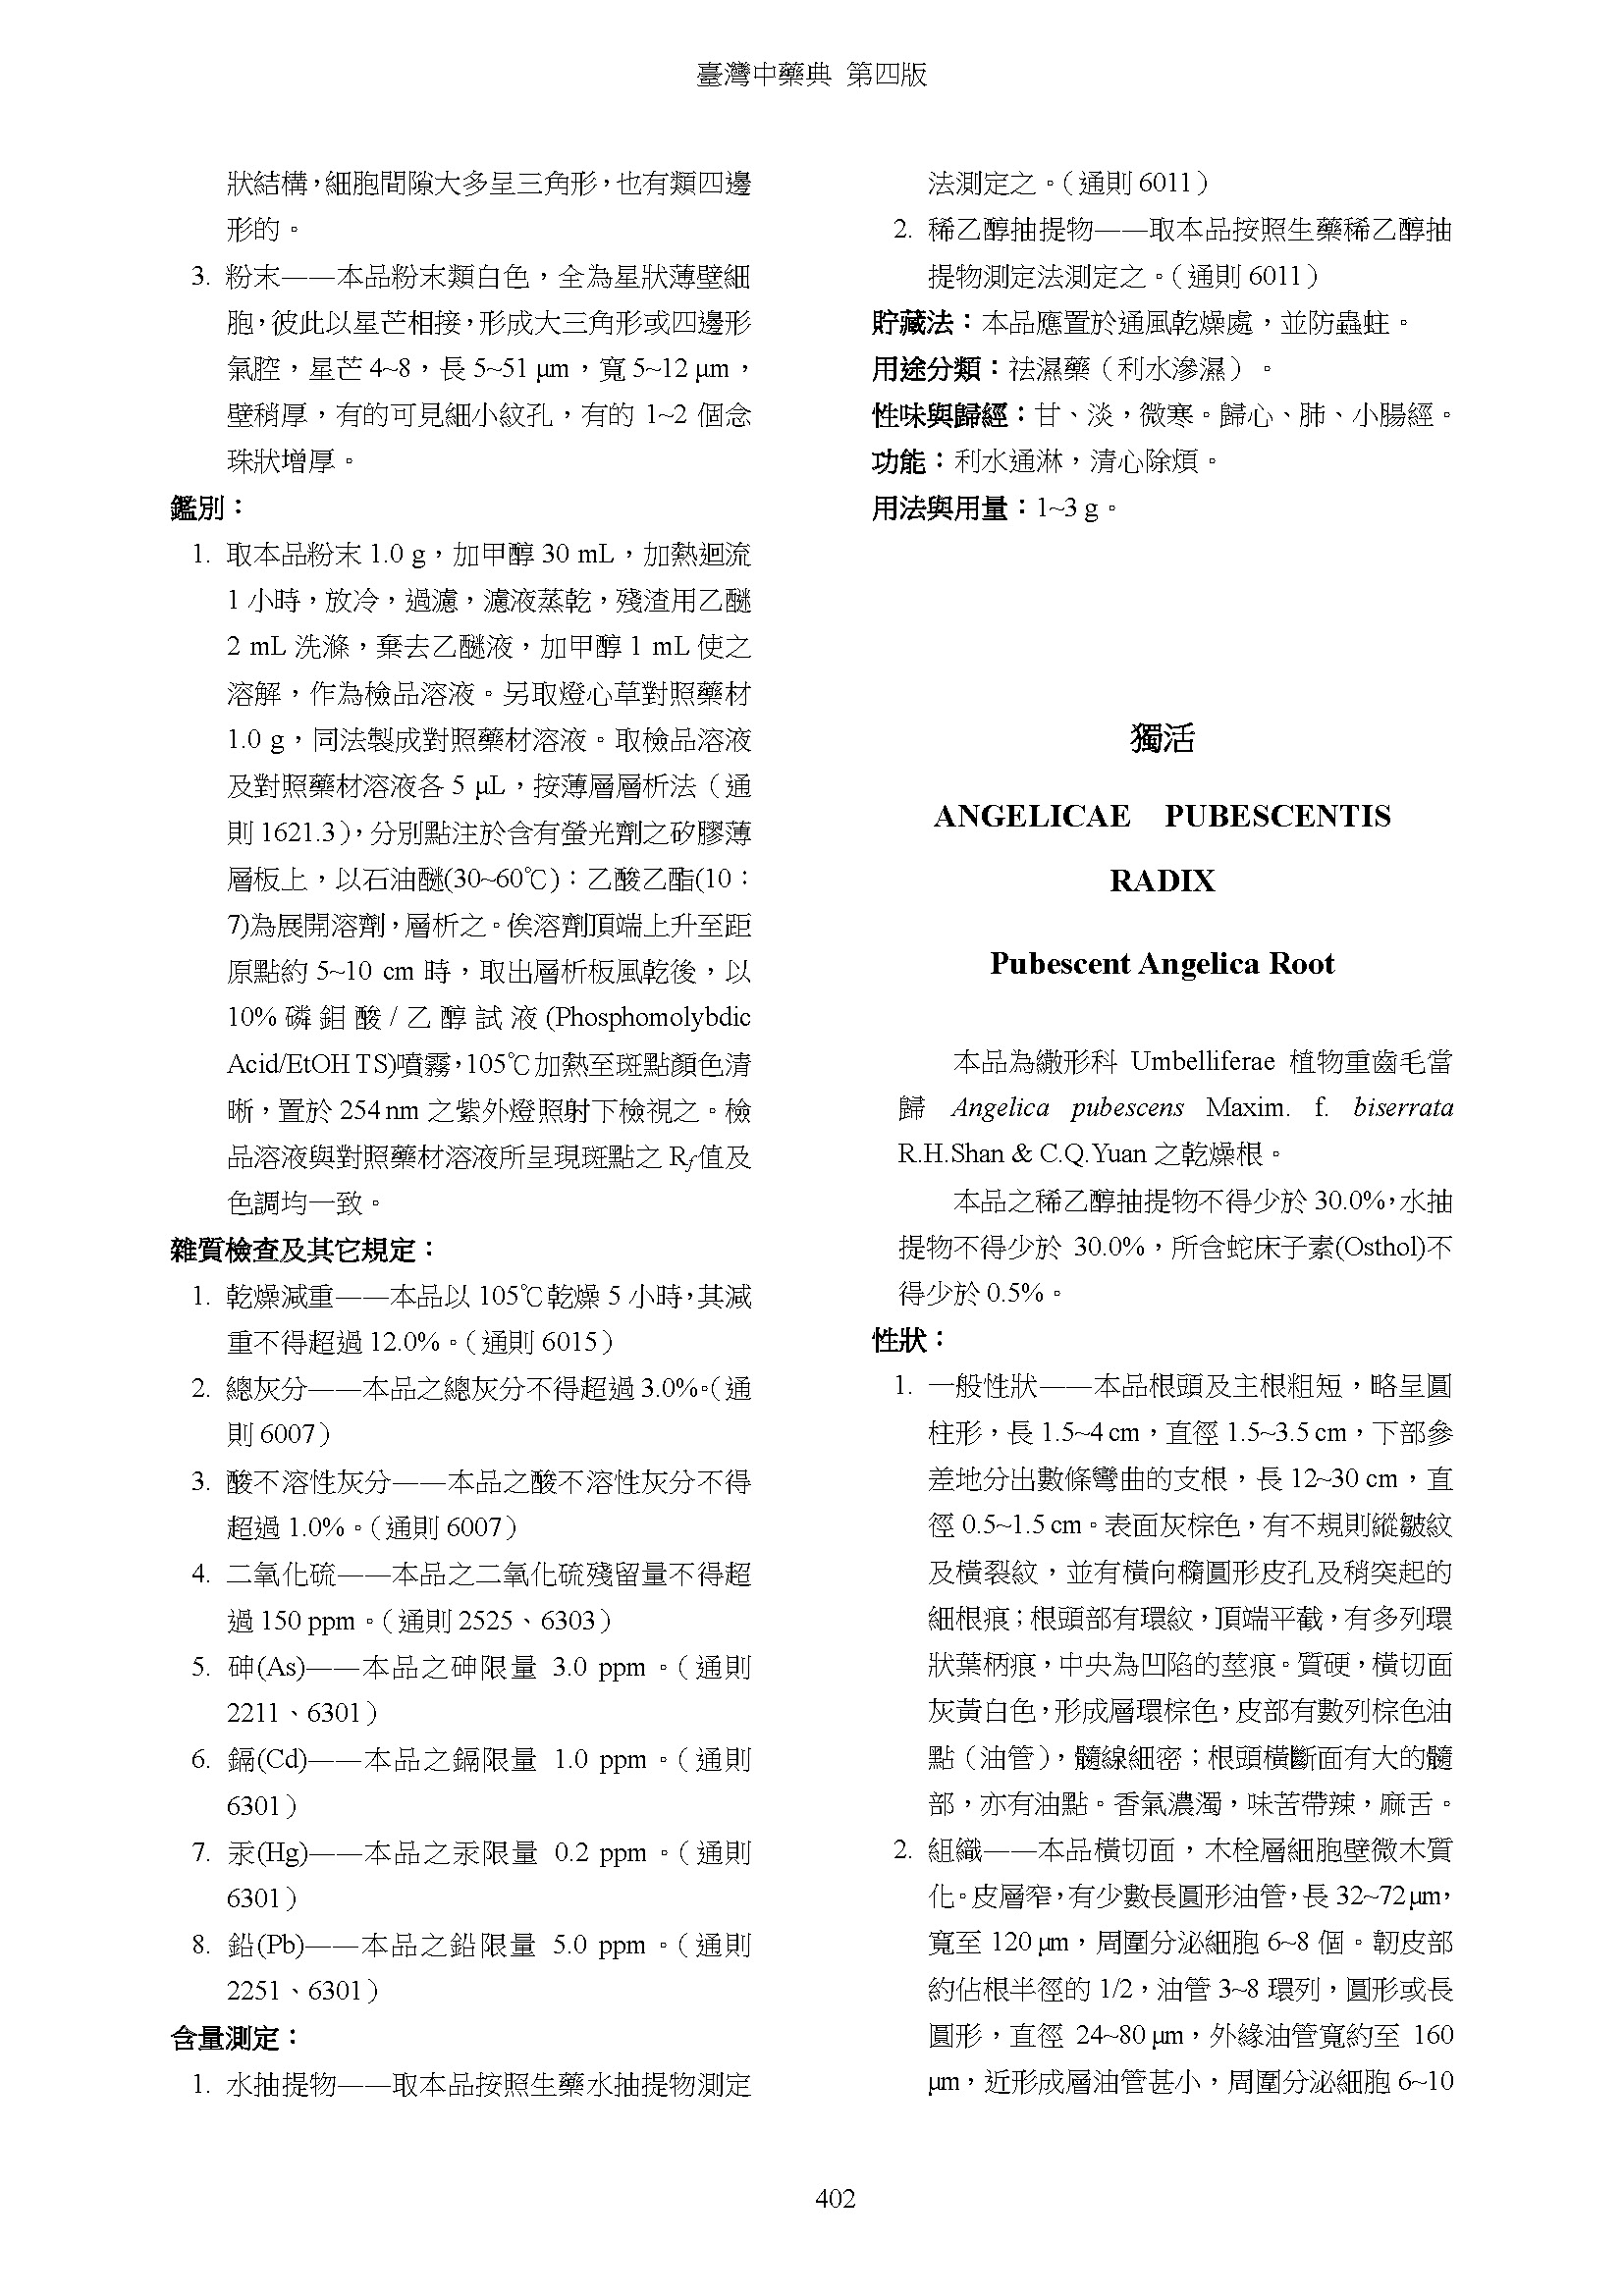 臺灣中藥典 第四版
狀結構，細胞間隙大多呈三角形，也有類四邊
形的。
3. 粉末——本品粉末類白色，全為星狀薄壁細
胞，彼此以星芒相接，形成大三角形或四邊形
氣腔，星芒 4~8，長 5~51 μm，寬 5~12 μm，
壁稍厚，有的可見細小紋孔，有的 1~2 個念
珠狀增厚。
鑑別：
1. 取本品粉末 1.0 g，加甲醇 30 mL，加熱迴流
1 小時，放冷，過濾，濾液蒸乾，殘渣用乙醚
2 mL 洗滌，棄去乙醚液，加甲醇 1 mL 使之
溶解，作為檢品溶液。另取燈心草對照藥材
1.0 g，同法製成對照藥材溶液。取檢品溶液
及對照藥材溶液各 5 μL，按薄層層析法（通
則 1621.3），分別點注於含有螢光劑之矽膠薄
層板上，以石油醚(30~60℃)：乙酸乙酯(10：
7)為展開溶劑，層析之。俟溶劑頂端上升至距
原點約 5~10 cm 時，取出層析板風乾後，以
10% 磷鉬酸 / 乙醇試液 (Phosphomolybdic
Acid/EtOH TS)噴霧，105℃加熱至斑點顏色清
晰，置於 254 nm 之紫外燈照射下檢視之。檢
品溶液與對照藥材溶液所呈現斑點之 Rf值及
色調均一致。
雜質檢查及其它規定：
1. 乾燥減重——本品以 105℃乾燥 5 小時，其減
重不得超過 12.0%。（通則 6015）
2. 總灰分——本品之總灰分不得超過 3.0%。（通
則 6007）
3. 酸不溶性灰分——本品之酸不溶性灰分不得
超過 1.0%。（通則 6007）
4. 二氧化硫——本品之二氧化硫殘留量不得超
過 150 ppm。（通則 2525、6303）
5. 砷(As)——本品之砷限量 3.0 ppm。（通則
2211、6301）
6. 鎘(Cd)——本品之鎘限量 1.0 ppm。（通則
6301）
7. 汞(Hg)——本品之汞限量 0.2 ppm。（通則
6301）
8. 鉛(Pb)——本品之鉛限量 5.0 ppm。（通則
2251、6301）
含量測定：
1. 水抽提物——取本品按照生藥水抽提物測定
法測定之。（通則 6011）
2. 稀乙醇抽提物——取本品按照生藥稀乙醇抽
提物測定法測定之。（通則 6011）
貯藏法：本品應置於通風乾燥處，並防蟲蛀。
用途分類：祛濕藥（利水滲濕）。
性味與歸經：甘、淡，微寒。歸心、肺、小腸經。
功能：利水通淋，清心除煩。
用法與用量：1~3 g。
獨活
ANGELICAE PUBESCENTIS
RADIX
Pubescent Angelica Root
本品為繖形科 Umbelliferae 植物重齒毛當
歸 Angelica pubescens Maxim. f. biserrata
R.H.Shan & C.Q.Yuan 之乾燥根。
本品之稀乙醇抽提物不得少於 30.0%，水抽
提物不得少於 30.0%，所含蛇床子素(Osthol)不
得少於 0.5%。
性狀：
1. 一般性狀——本品根頭及主根粗短，略呈圓
柱形，長 1.5~4 cm，直徑 1.5~3.5 cm，下部參
差地分出數條彎曲的支根，長 12~30 cm，直
徑 0.5~1.5 cm。表面灰棕色，有不規則縱皺紋
及橫裂紋，並有橫向橢圓形皮孔及稍突起的
細根痕；根頭部有環紋，頂端平截，有多列環
狀葉柄痕，中央為凹陷的莖痕。質硬，橫切面
灰黃白色，形成層環棕色，皮部有數列棕色油
點（油管），髓線細密；根頭橫斷面有大的髓
部，亦有油點。香氣濃濁，味苦帶辣，麻舌。
2. 組織——本品橫切面，木栓層細胞壁微木質
化。皮層窄，有少數長圓形油管，長 32~72 μm，
寬至 120 μm，周圍分泌細胞 6~8 個。韌皮部
約佔根半徑的 1/2，油管 3~8 環列，圓形或長
圓形，直徑 24~80 μm，外緣油管寬約至 160
μm，近形成層油管甚小，周圍分泌細胞 6~10
402